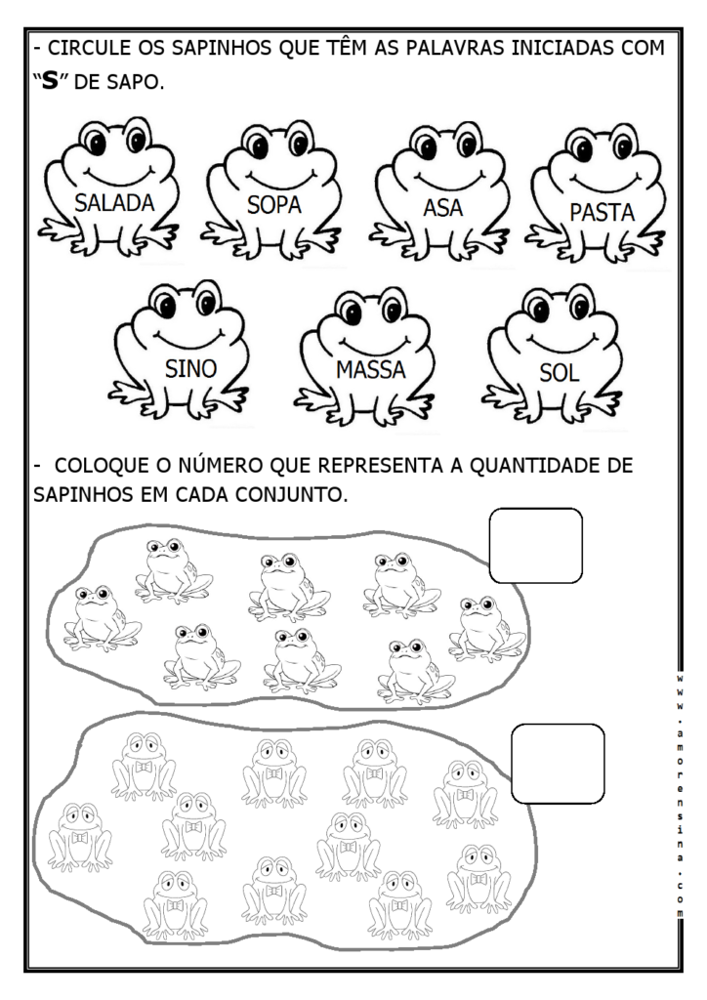 - CIRCULE OS SAPINHOS QUE TÊM AS PALAVRAS INICIADAS COM
“S” DE SAPO.
SALADA SOPA ASA PASTA
SINO MASSA SOL
- COLOQUE O NÚMERO QUE REPRESENTA A QUANTIDADE DE
SAPINHOS EM CADA CONJUNTO.
www.amorensina.com